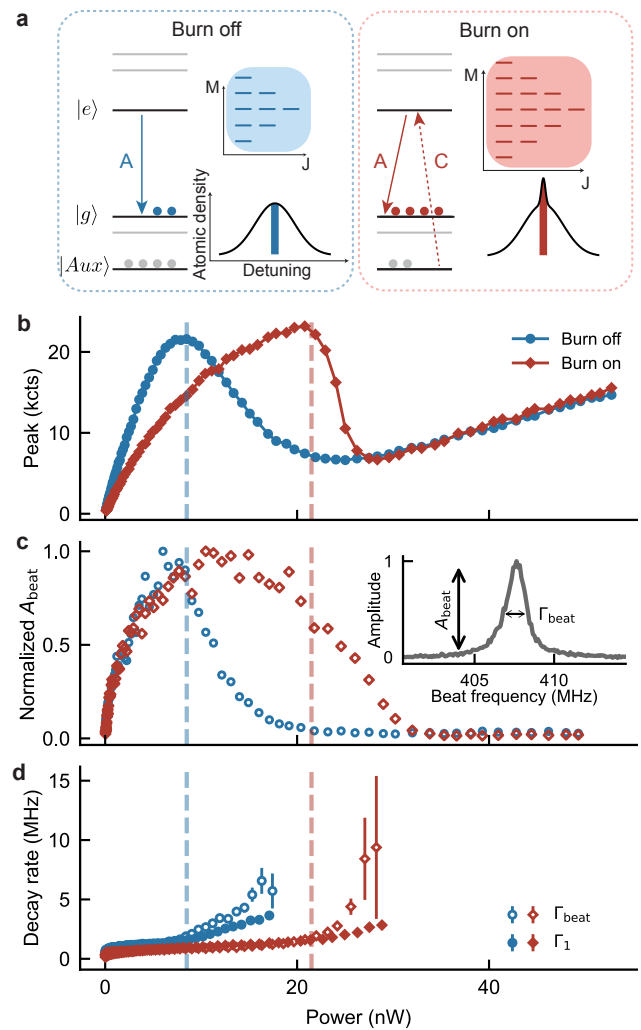 a
Burn off
Burn on
M
J
|e⟩
A
|g⟩
|Aux⟩
Atomic density
Detuning
M
J
A
C
b
Peak (kcts)
20
10
0
Burn off
Burn on
c
Normalized A_beat
1.0
0.5
0.0
Amplitude
1
0
A_beat
Γ_beat
405
410
Beat frequency (MHz)
d
Decay rate (MHz)
15
10
5
0
Γ_beat
Γ_1
0
20
40
Power (nW)